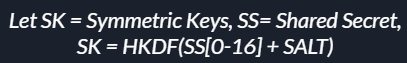 Let SK = Symmetric Keys, SS= Shared Secret,
SK = HKDF(SS[0-16] + SALT)